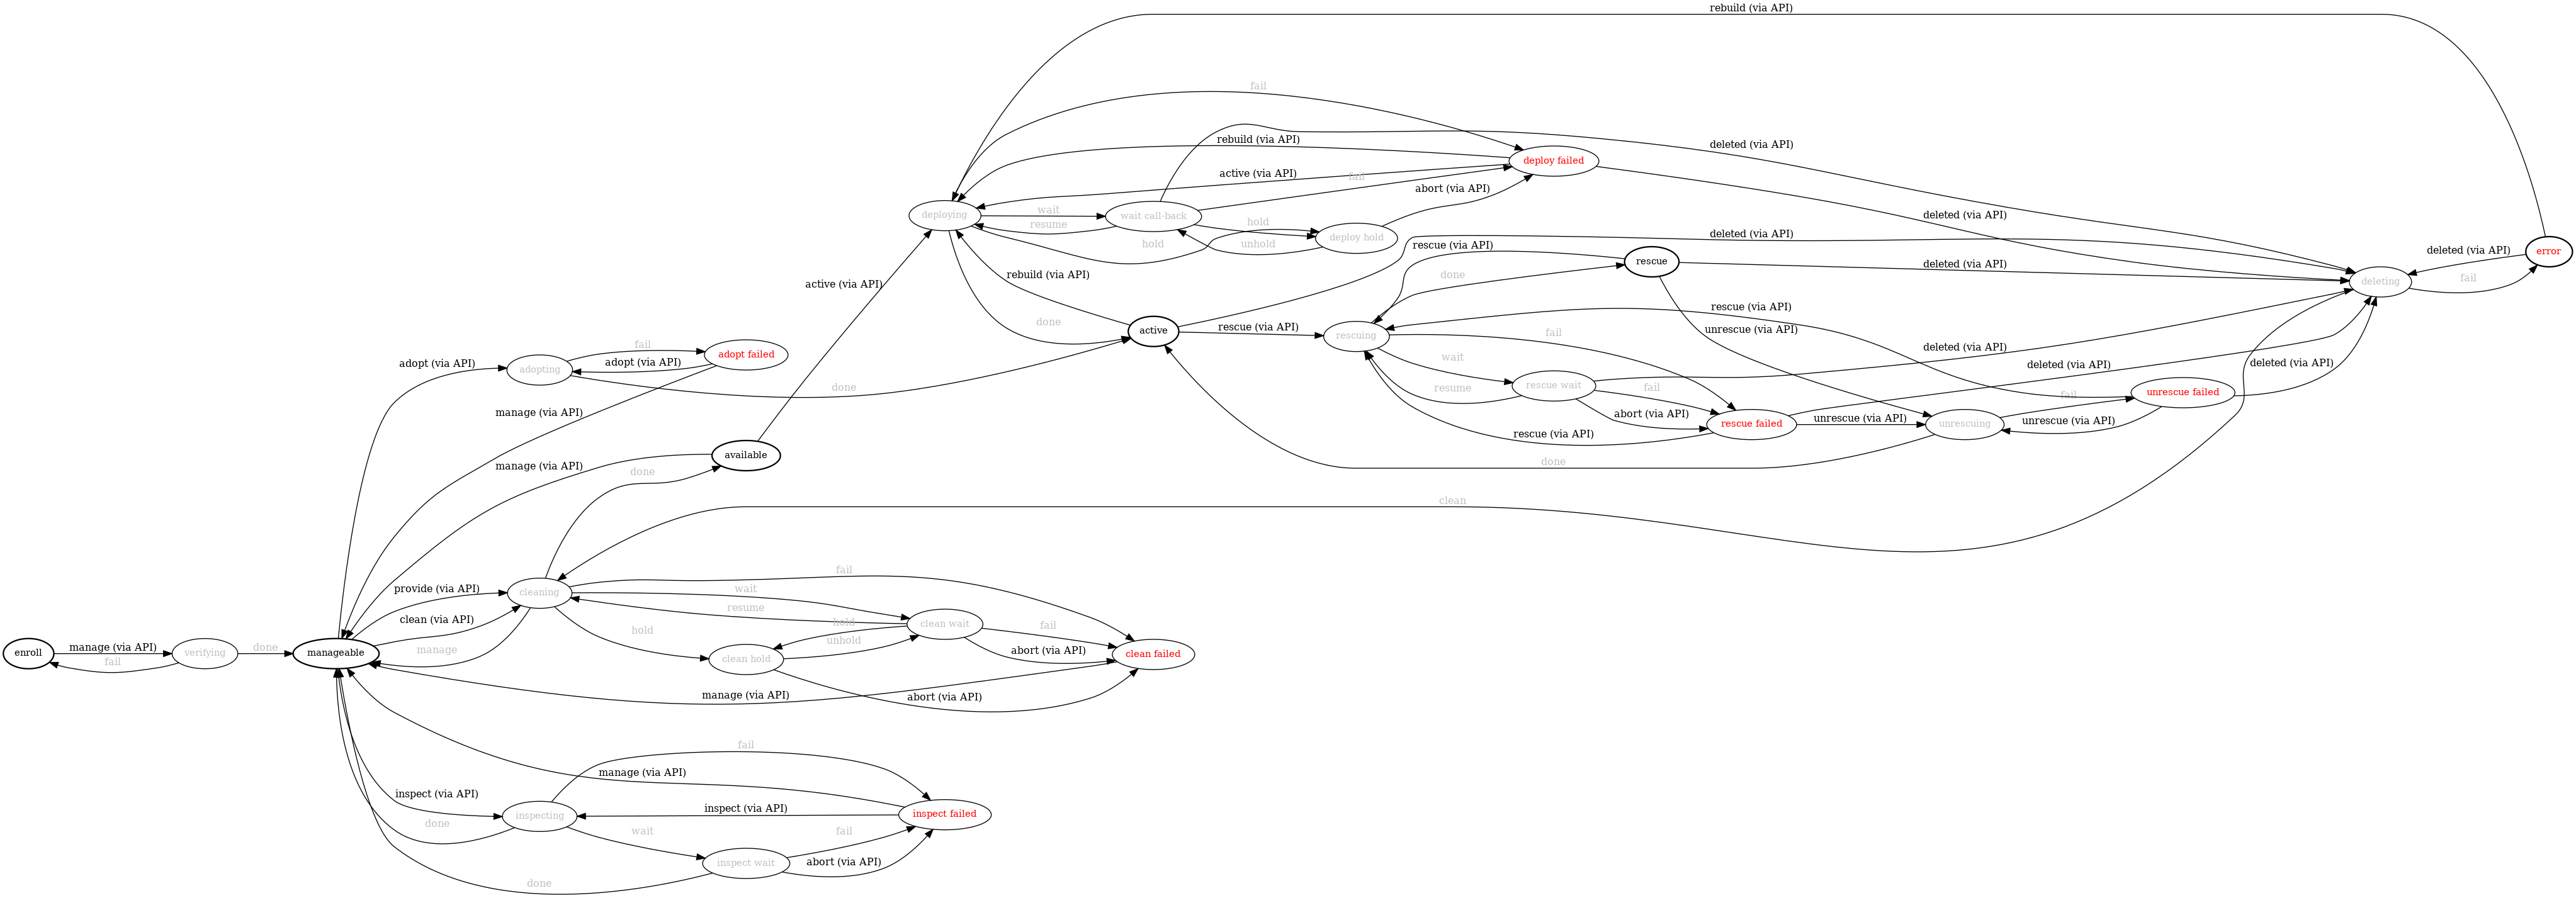 rebuild (via API)
fail
rebuild (via API)
deleted (via API)
deploy failed
active (via API)
fail
abort (via API)
deploying
wait
wait call-back
resume
hold
deleted (via API)
deploy hold
hold
unhold
deleted (via API)
rescue (via API)
rescue
deleted (via API)
deleted (via API)
error
fail
deleting
rebuild (via API)
done
active (via API)
rescue (via API)
unrescue (via API)
done
active
rescue (via API)
rescuing
fail
adopt (via API)
fail
adopt failed
adopting
adopt (via API)
wait
deleted (via API)
deleted (via API)
deleted (via API)
done
resume
rescue wait
fail
abort (via API)
fail
unrescue failed
manage (via API)
rescue (via API)
rescue failed
unrescue (via API)
unrescuing
unrescue (via API)
available
manage (via API)
done
done
clean
fail
provide (via API)
cleaning
wait
resume
clean (via API)
hold
hold
clean wait
fail
enroll
manage (via API)
fail
verifying
done
manageable
manage
clean hold
unhold
abort (via API)
clean failed
manage (via API)
abort (via API)
fail
manage (via API)
inspect (via API)
inspecting
inspect (via API)
inspect failed
done
wait
fail
inspect wait
abort (via API)
done